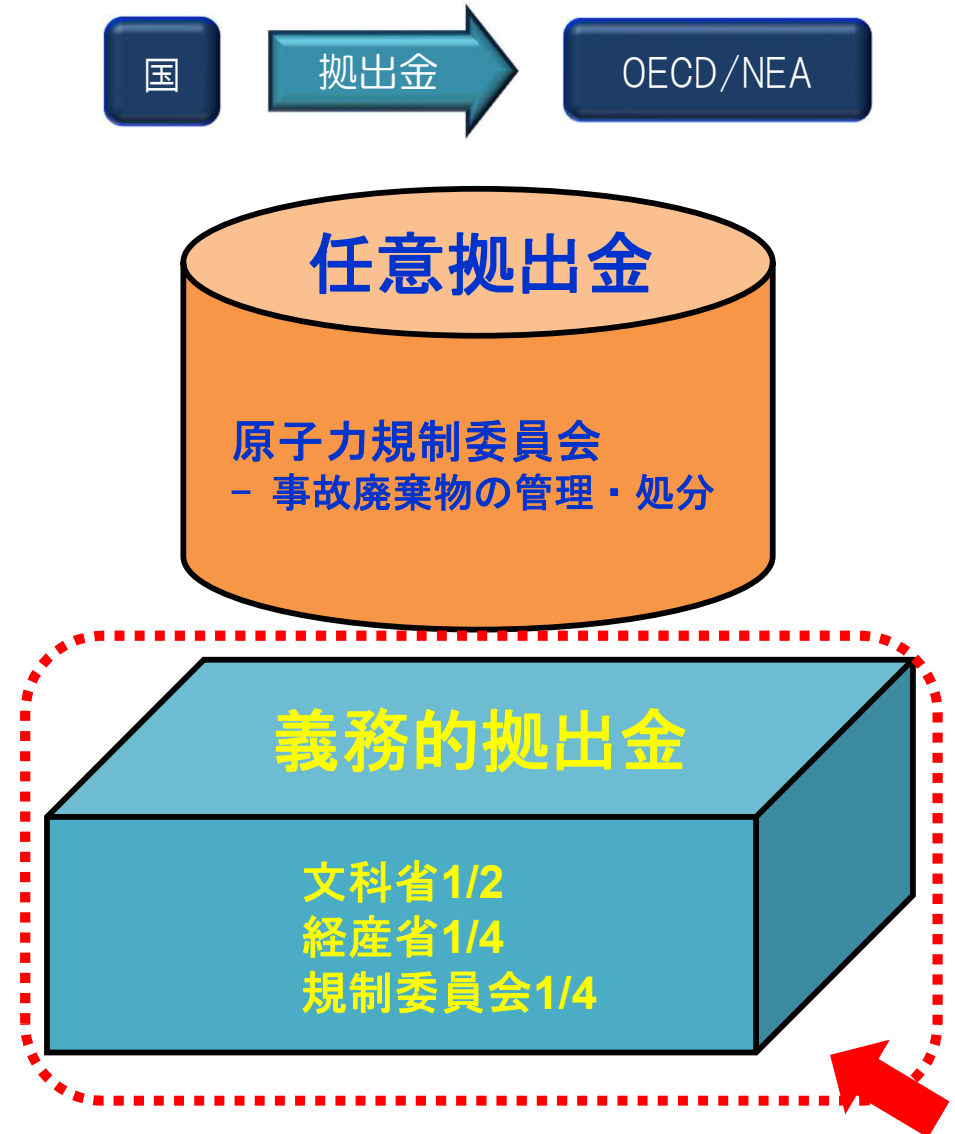 国
拠出金
OECD/NEA
任意拠出金
原子力規制委員会
- 事故廃棄物の管理・処分
義務的拠出金
文科省1/2
経産省1/4
規制委員会1/4